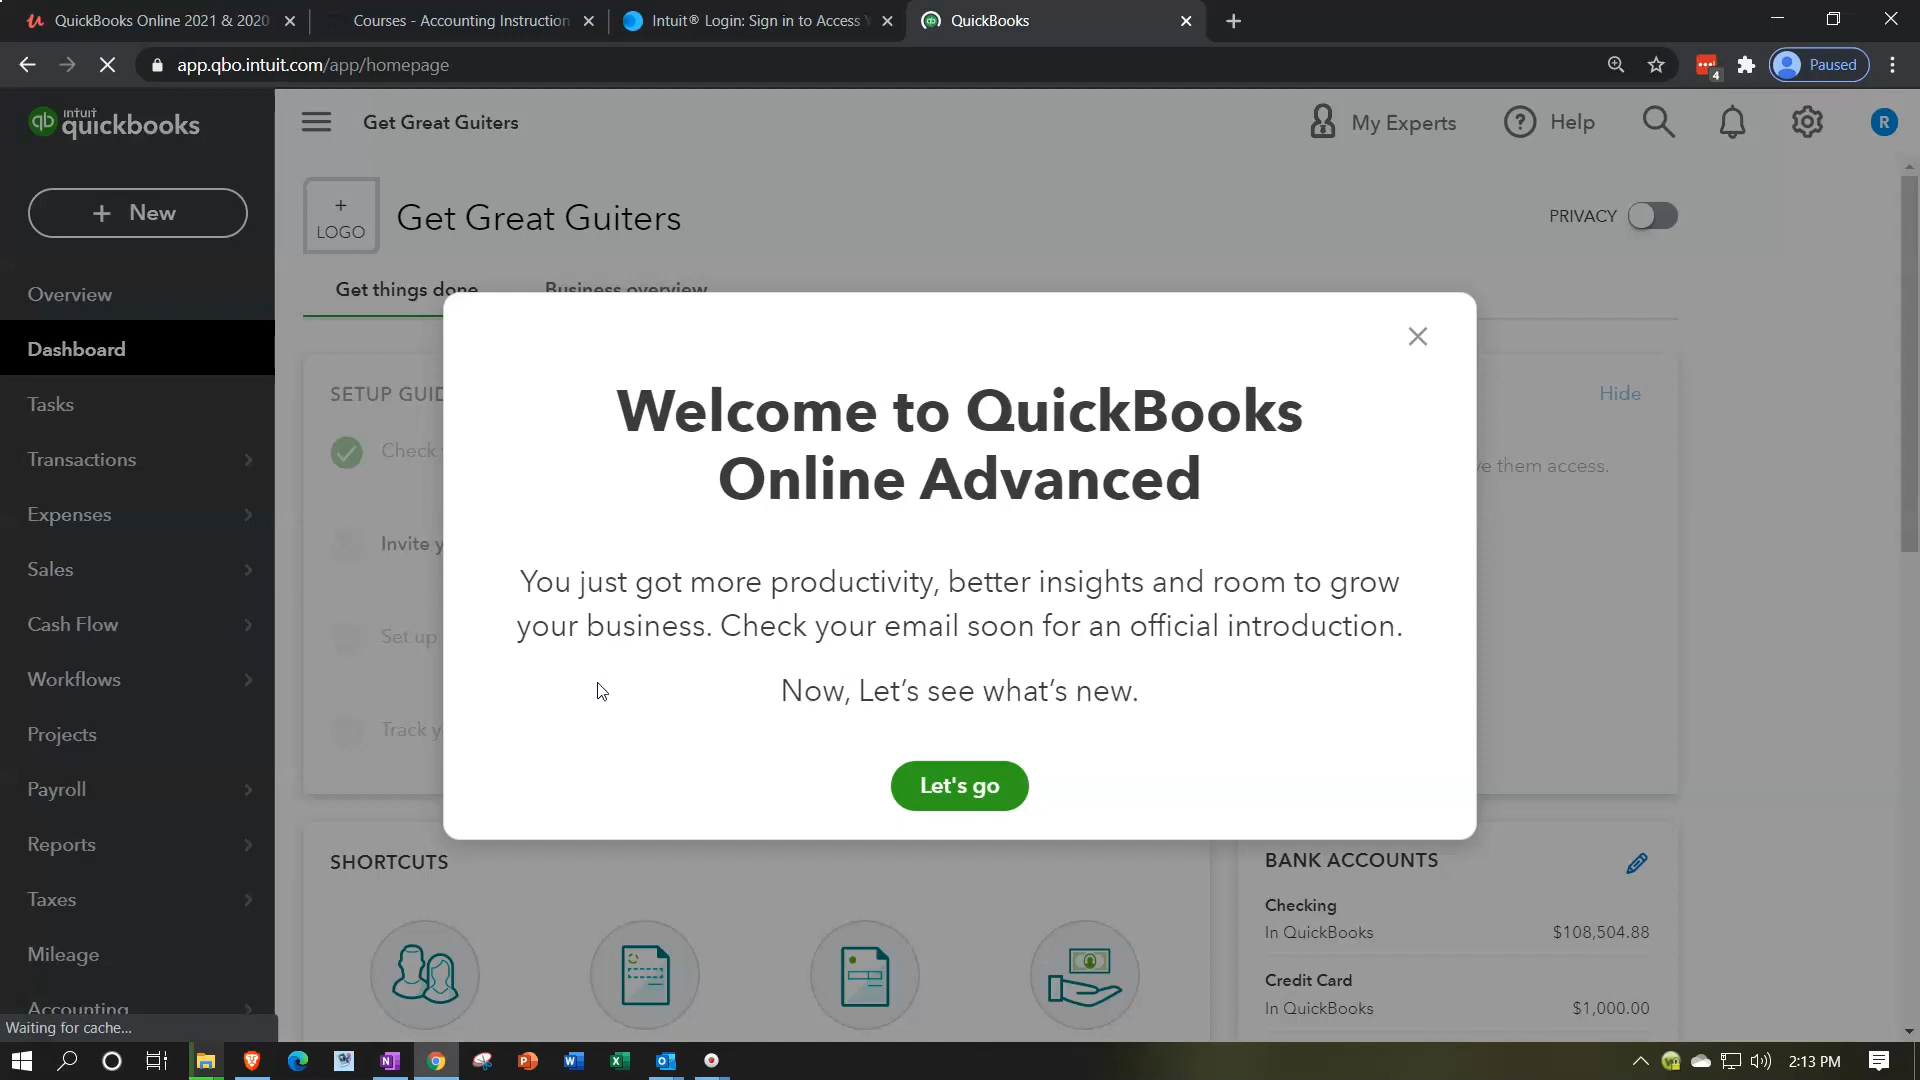 QuickBooks Online 2021 & 2020
Courses - Accounting Instruction
Intuit® Login: Sign in to Access
QuickBooks
app.qbo.intuit.com/app/homepage
4
Paused
intuit
quickbooks
Get Great Guiters
My Experts
Help
R
+ New
+
LOGO
Get Great Guiters
PRIVACY
Overview
Get things done
Business overview
Dashboard
Tasks
Transactions
Expenses
Sales
Cash Flow
Workflows
Projects
Payroll
Reports
Taxes
Mileage
Accounting
SETUP GUID
Hide
Check
ve them access.
Invite y
Set up
Track y
Welcome to QuickBooks
Online Advanced
You just got more productivity, better insights and room to grow
your business. Check your email soon for an official introduction.
Now, Let’s see what’s new.
Let's go
SHORTCUTS
BANK ACCOUNTS
Checking
In QuickBooks
$108,504.88
Credit Card
In QuickBooks
$1,000.00
Waiting for cache...
2:13 PM